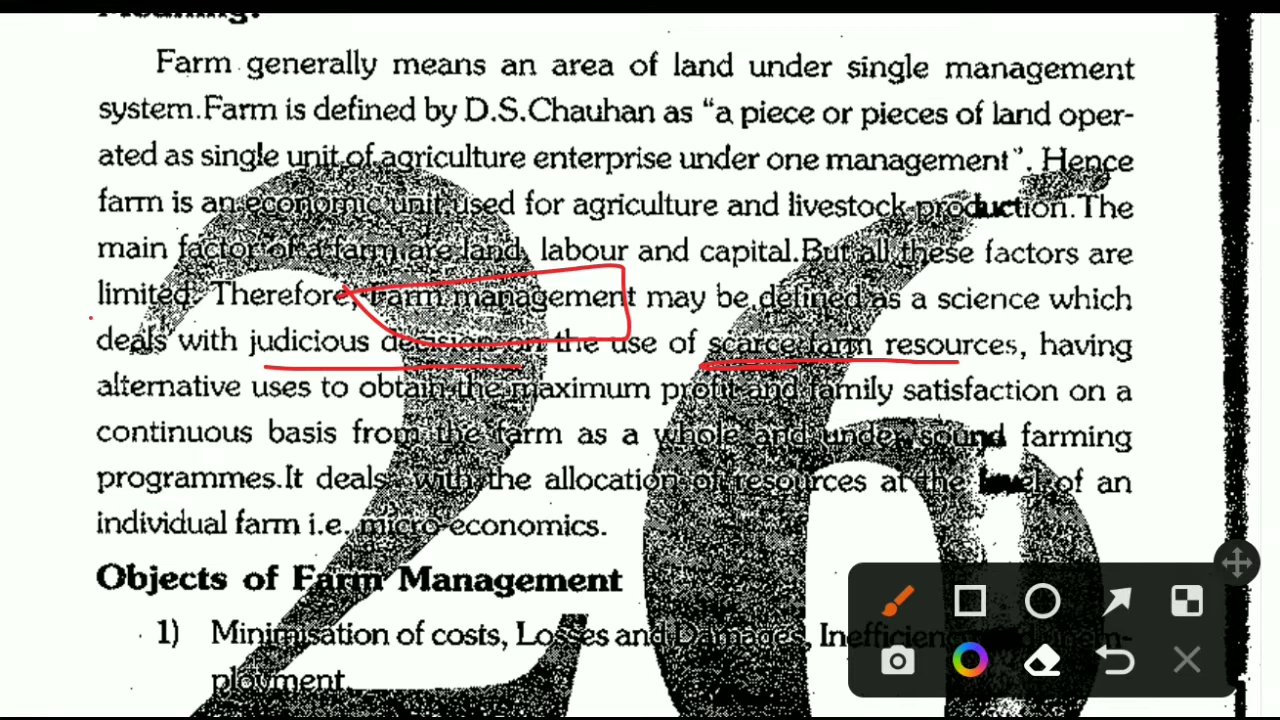 Meaning:
Farm generally means an area of land under single management
system.Farm is defined by D.S.Chauhan as “a piece or pieces of land oper-
ated as single unit of agriculture enterprise under one management”. Hence
farm is an economic unit used for agriculture and livestock production.The
main factor of a farm are land, labour and capital.But all these factors are
limited. Therefore, Farm management may be defined as a science which
deals with judicious decisions on the use of scarce farm resources, having
alternative uses to obtain the maximum profit and family satisfaction on a
continuous basis from the farm as a whole and under sound farming
programmes.It deals with the allocation of resources at the level of an
individual farm i.e. micro-economics.
Objects of Farm Management
1) Minimisation of costs, Losses and Damages, Inefficiency
ployment
26